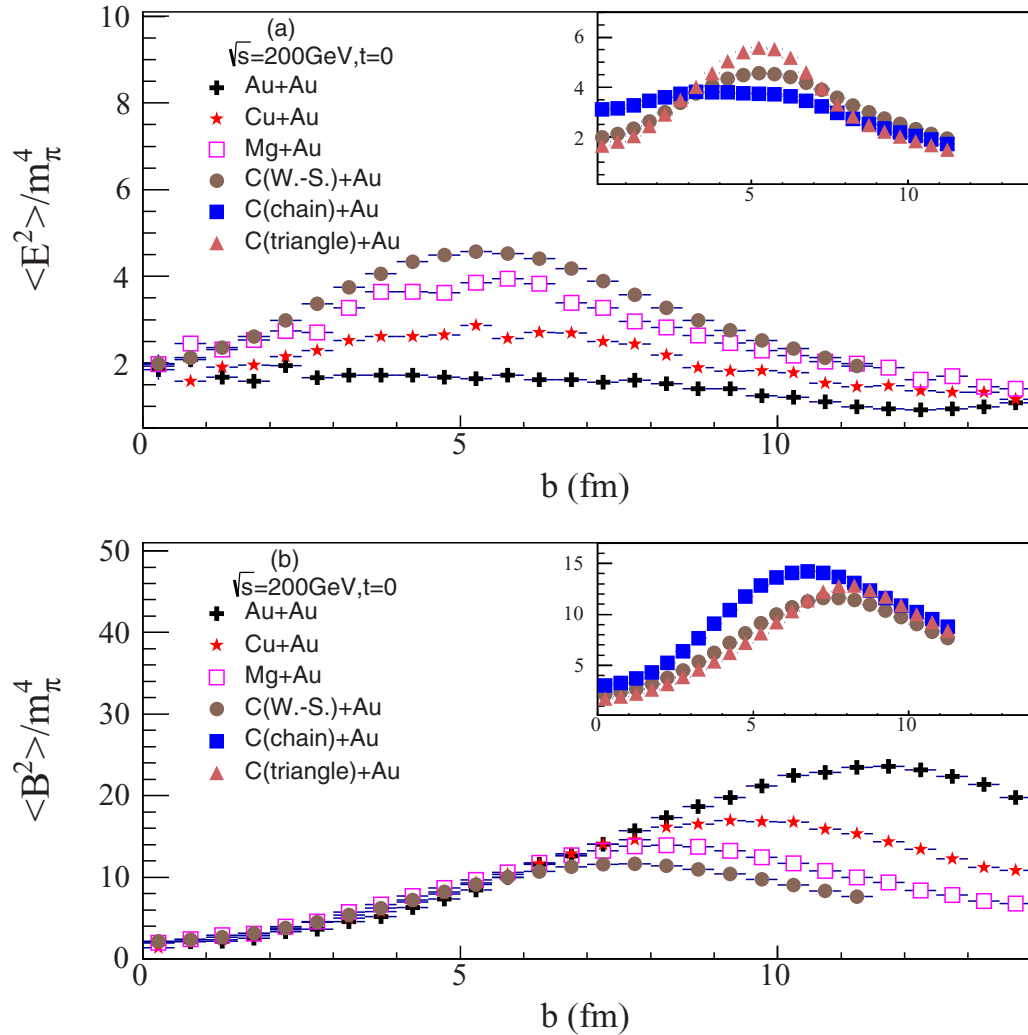 (a)
√s=200GeV,t=0
Au+Au
Cu+Au
Mg+Au
C(W.-S.)+Au
C(chain)+Au
C(triangle)+Au
<E²>/m_π⁴
10
8
6
4
2
0 5 10
b (fm)
6
4
2
5 10
(b)
√s=200GeV,t=0
Au+Au
Cu+Au
Mg+Au
C(W.-S.)+Au
C(chain)+Au
C(triangle)+Au
<B²>/m_π⁴
50
40
30
20
10
0
0 5 10
b (fm)
15
10
5
0 5 10